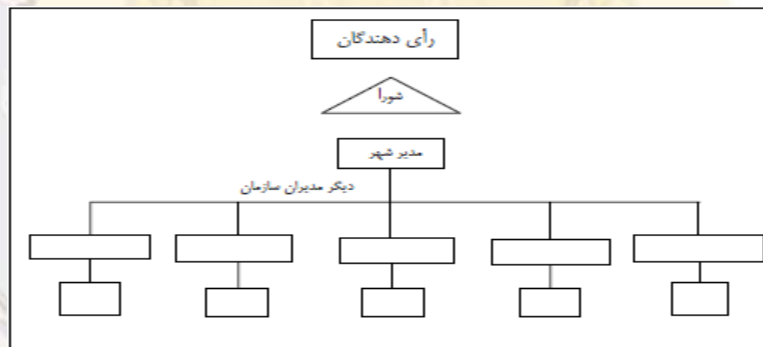 رأی دهندگان
شورا
مدیر شهر
دیگر مدیران سازمان